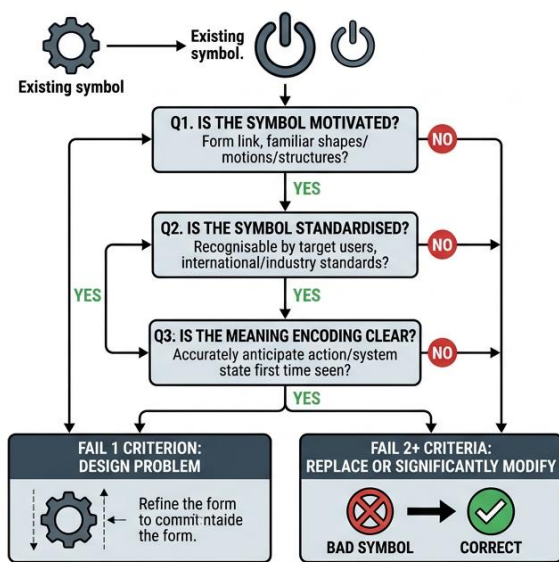 Existing symbol
Existing
symbol.
Q1. IS THE SYMBOL MOTIVATED?
Form link, familiar shapes/
motions/structures?
NO
YES
Q2. IS THE SYMBOL STANDARDISED?
Recognisable by target users,
international/industry standards?
NO
YES
YES
Q3. IS THE MEANING ENCODING CLEAR?
Accurately anticipate action/system
state first time seen?
NO
YES
FAIL 1 CRITERION:
DESIGN PROBLEM
Refine the form
to commitntaide
the form.
FAIL 2+ CRITERIA:
REPLACE OR SIGNIFICANTLY MODIFY
BAD SYMBOL
CORRECT